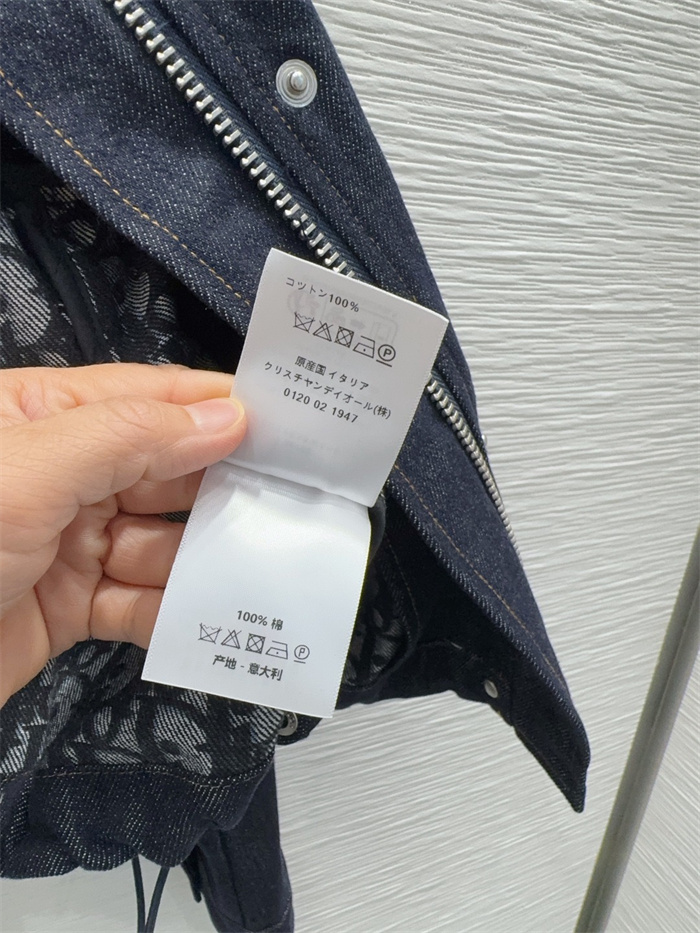 コットン100%
原産国 イタリア
クリスチャンディオール(株)
0120 02 1947
100% 棉
产地 - 意大利